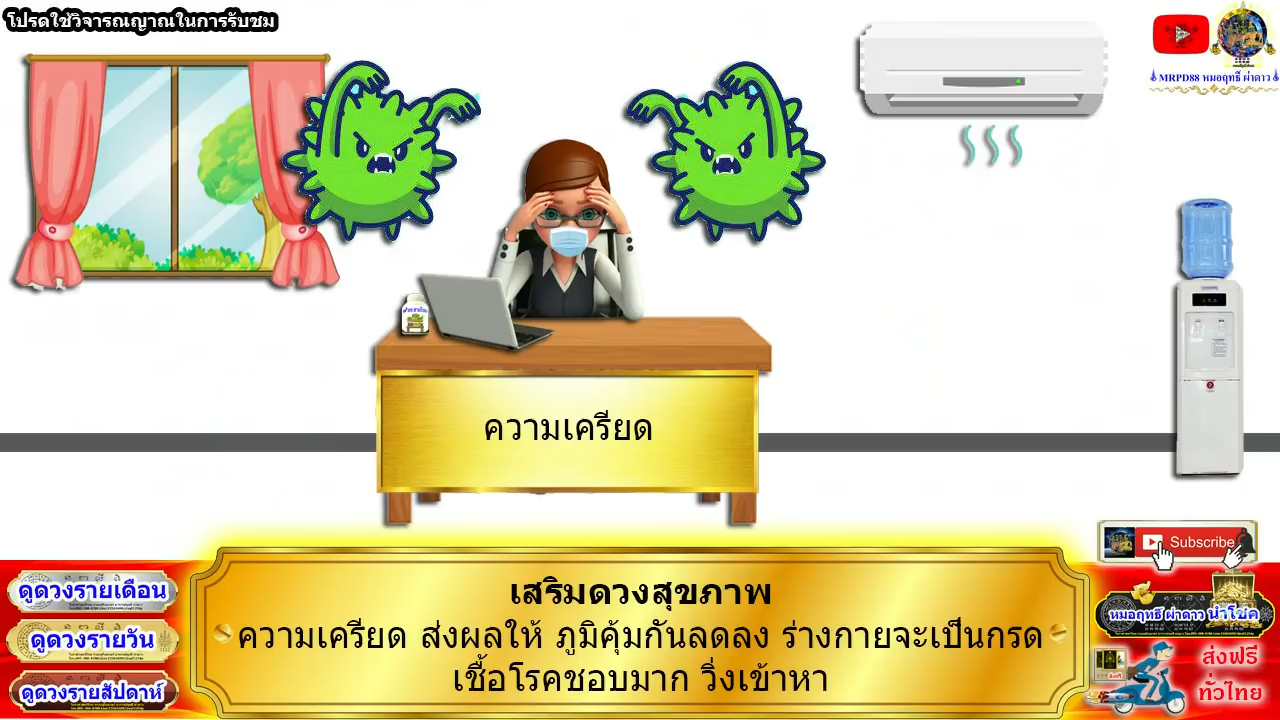 โปรดใช้วิจารณญาณในการรับชม
MRPD88 หมอฤทธิ์ ผ่าดาว
ความเครียด
Subscribe
เสริมดวงสุขภาพ
ความเครียด ส่งผลให้ ภูมิคุ้มกันลดลง ร่างกายจะเป็นกรด
เชื้อโรคชอบมาก วิ่งเข้าหา
ดูดวงรายเดือน
ดูดวงรายวัน
ดูดวงรายสัปดาห์
หมอฤทธิ์ ผ่าดาว นำโชค
ส่งฟรี
ทั่วไทย